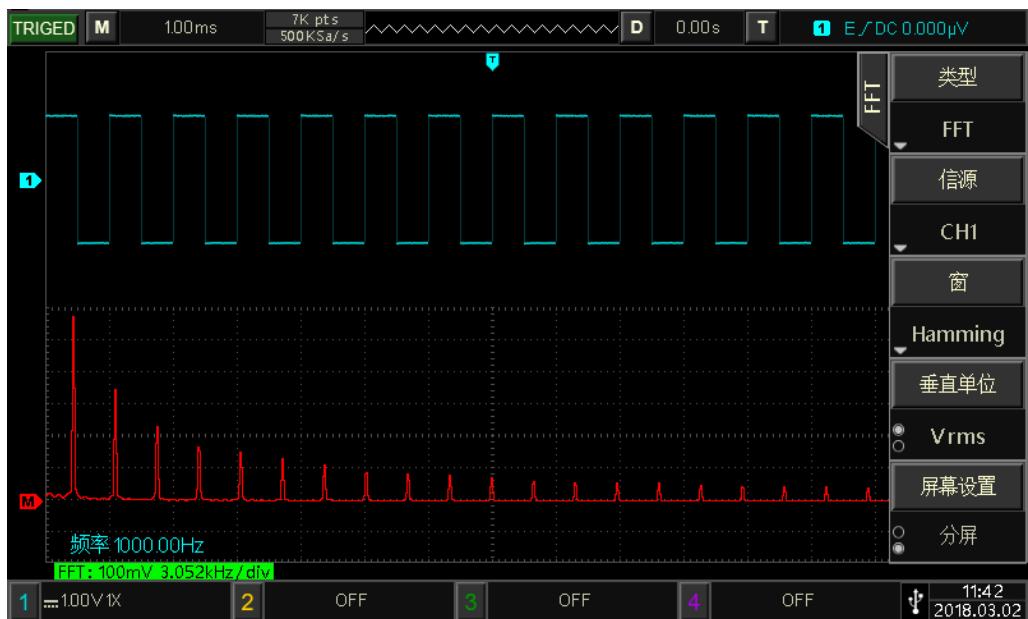 TRIGED M 1.00ms 7K pts D 0.00s T 1 E DC 0.000μV
500KSa/s
T
FFT
类型
FFT
1
信源
CH1
窗
Hamming
垂直单位
Vrms
M
屏幕设置
分屏
频率 1000.00Hz
FFT: 100mV 3.052kHz/div
1 1.00V 1X 2 OFF 3 OFF 4 OFF 11:42
2018.03.02